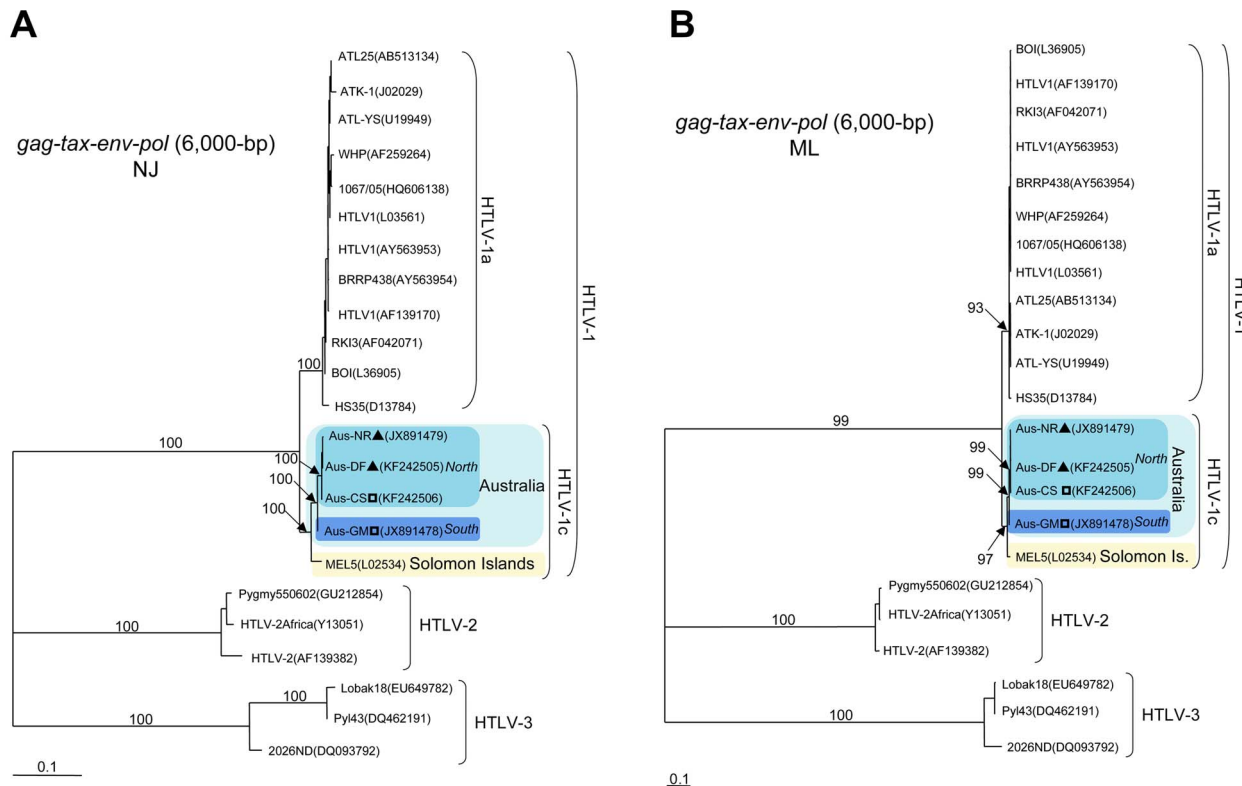 A
gag-tax-env-pol (6,000-bp)
NJ
ATL25(AB513134)
ATK-1(J02029)
ATL-YS(U19949)
WHP(AF259264)
1067/05(HQ606138)
HTLV1(L03561)
HTLV1(AY563953)
BRRP438(AY563954)
HTLV1(AF139170)
RKI3(AF042071)
BOI(L36905)
HS35(D13784)
HTLV-1a
HTLV-1
100
100
100
100
100
Aus-NR▲(JX891479)
Aus-DF▲(KF242505) North
Aus-CS(KF242506)
Australia
Aus-GM(JX891478) South
MEL5(L02534) Solomon Islands
HTLV-1c
Pygmy550602(GU212854)
HTLV-2Africa(Y13051)
HTLV-2(AF139382)
100
HTLV-2
Lobak18(EU649782)
Pyl43(DQ462191)
2026ND(DQ093792)
100
100
HTLV-3
0.1
B
gag-tax-env-pol (6,000-bp)
ML
BOI(L36905)
HTLV1(AF139170)
RKI3(AF042071)
HTLV1(AY563953)
BRRP438(AY563954)
WHP(AF259264)
1067/05(HQ606138)
HTLV1(L03561)
ATL25(AB513134)
ATK-1(J02029)
ATL-YS(U19949)
HS35(D13784)
HTLV-1a
HTLV-1
93
99
99
99
97
Aus-NR▲(JX891479)
North
Aus-DF▲(KF242505)
Aus-CS (KF242506)
Australia
Aus-GM(JX891478) South
MEL5(L02534) Solomon Is.
HTLV-1c
Pygmy550602(GU212854)
HTLV-2Africa(Y13051)
HTLV-2(AF139382)
100
HTLV-2
Lobak18(EU649782)
Pyl43(DQ462191)
2026ND(DQ093792)
100
HTLV-3
0.1